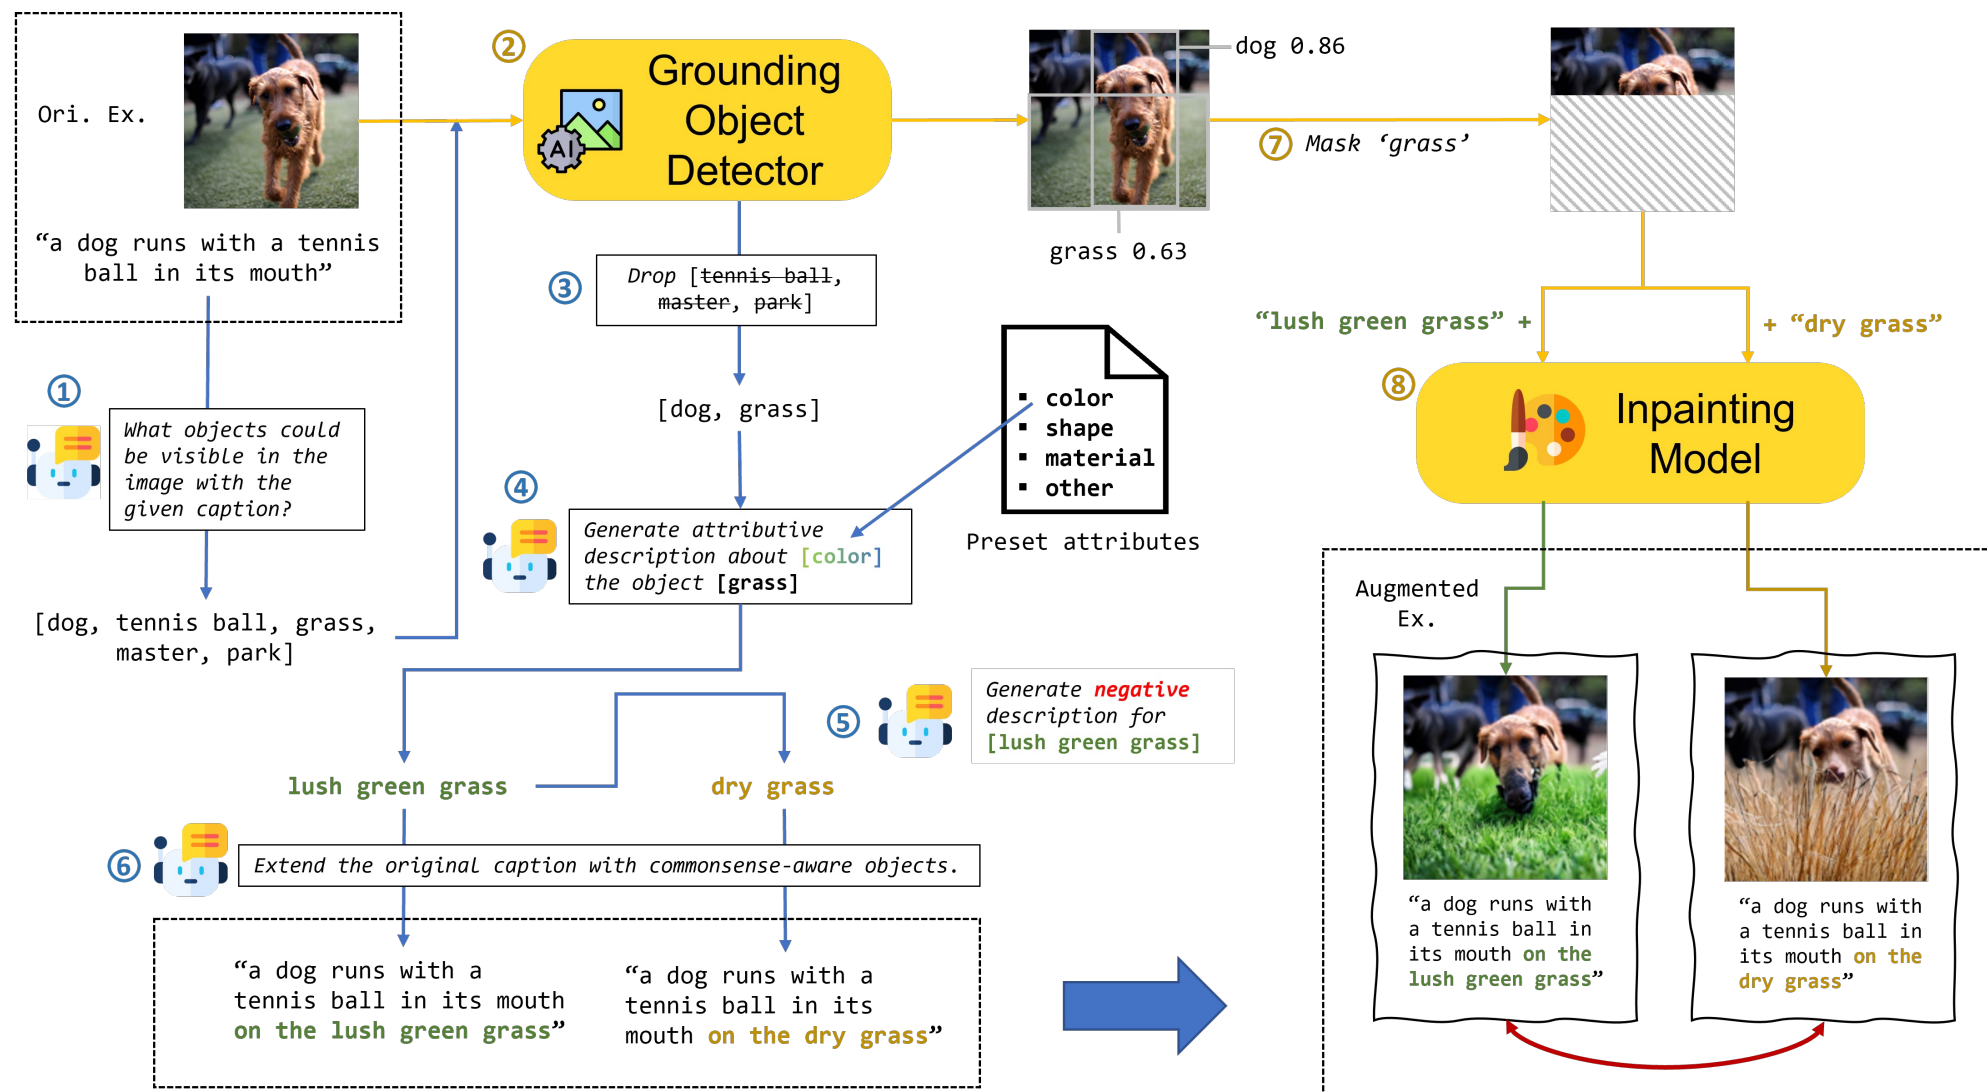 Ori. Ex.
“a dog runs with a tennis
ball in its mouth”
①
What objects could
be visible in the
image with the
given caption?
[dog, tennis ball, grass,
master, park]
②
Grounding
Object
Detector
AI
③
Drop [tennis ball,
master, park]
[dog, grass]
④
Generate attributive
description about [color]
the object [grass]
▪ color
▪ shape
▪ material
▪ other
Preset attributes
⑤
Generate negative
description for
[lush green grass]
lush green grass
dry grass
⑥
Extend the original caption with commonsense-aware objects.
“a dog runs with a
tennis ball in its mouth
on the lush green grass”
“a dog runs with a
tennis ball in its
mouth on the dry grass”
dog 0.86
grass 0.63
⑦ Mask ‘grass’
“lush green grass” +
+ “dry grass”
⑧
Inpainting
Model
Augmented
Ex.
“a dog runs with
a tennis ball in
its mouth on the
lush green grass”
“a dog runs with
a tennis ball in
its mouth on the
dry grass”